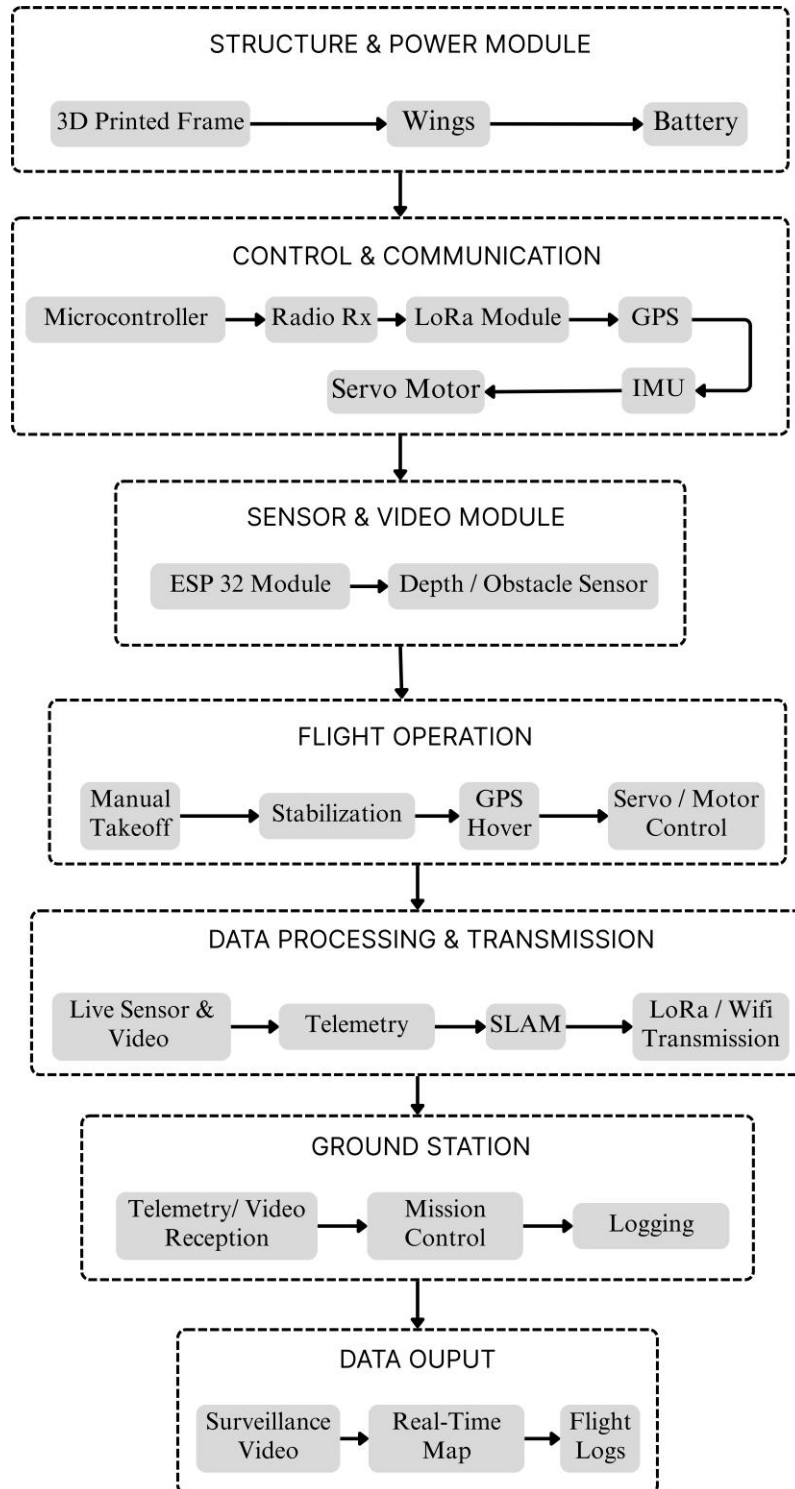 STRUCTURE & POWER MODULE
3D Printed Frame
Wings
Battery
CONTROL & COMMUNICATION
Microcontroller
Radio Rx
LoRa Module
GPS
Servo Motor
IMU
SENSOR & VIDEO MODULE
ESP 32 Module
Depth / Obstacle Sensor
FLIGHT OPERATION
Manual
Takeoff
Stabilization
GPS
Hover
Servo / Motor
Control
DATA PROCESSING & TRANSMISSION
Live Sensor &
Video
Telemetry
SLAM
LoRa / Wifi
Transmission
GROUND STATION
Telemetry/ Video
Reception
Mission
Control
Logging
DATA OUPUT
Surveillance
Video
Real-Time
Map
Flight
Logs